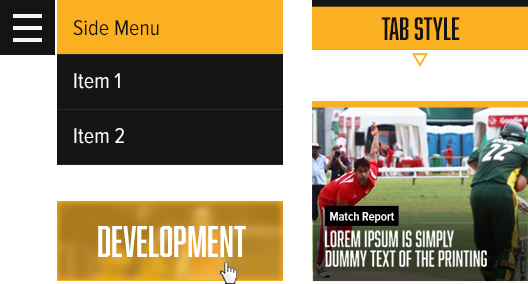 Side Menu
Item 1
Item 2
DEVELOPMENT
TAB STYLE
Match Report
LOREM IPSUM IS SIMPLY
DUMMY TEXT OF THE PRINTING
22